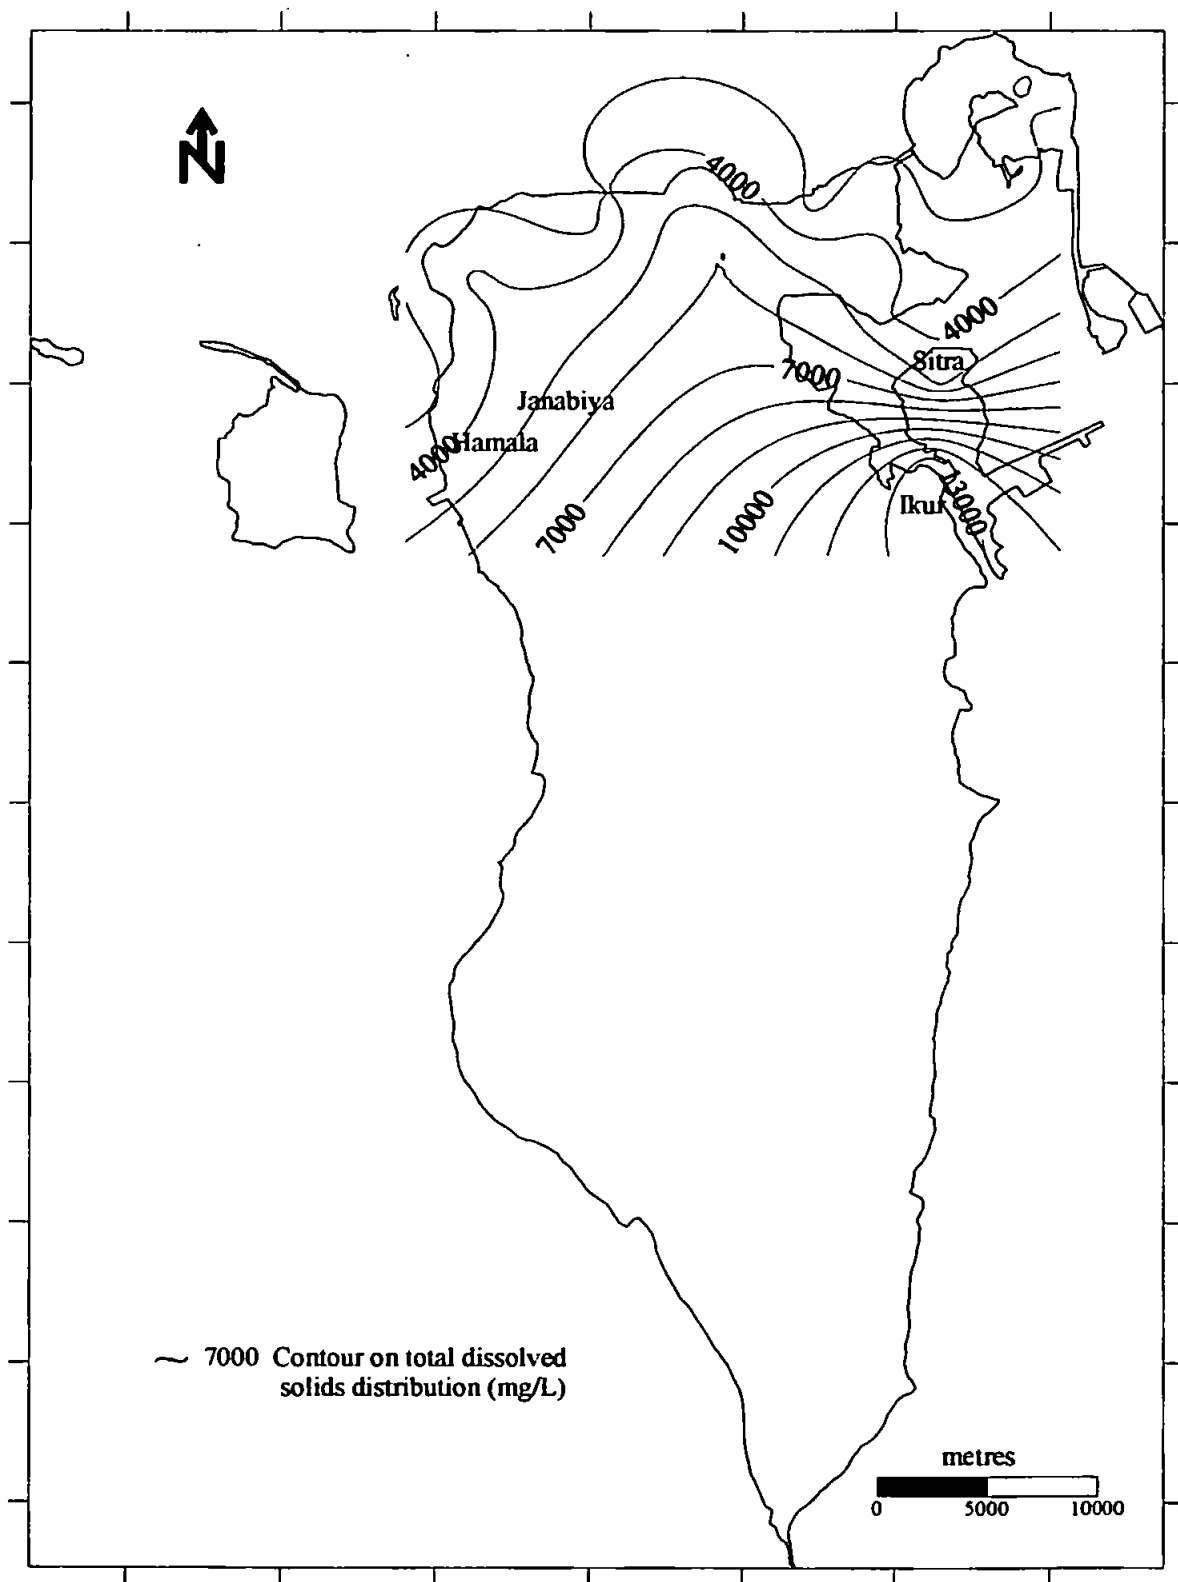 N
4000
4000
Sitra
7000
Janabiya
4000
Hamala
Ikur
13000
7000
10000
7000 Contour on total dissolved
solids distribution (mg/L)
metres
0 5000 10000